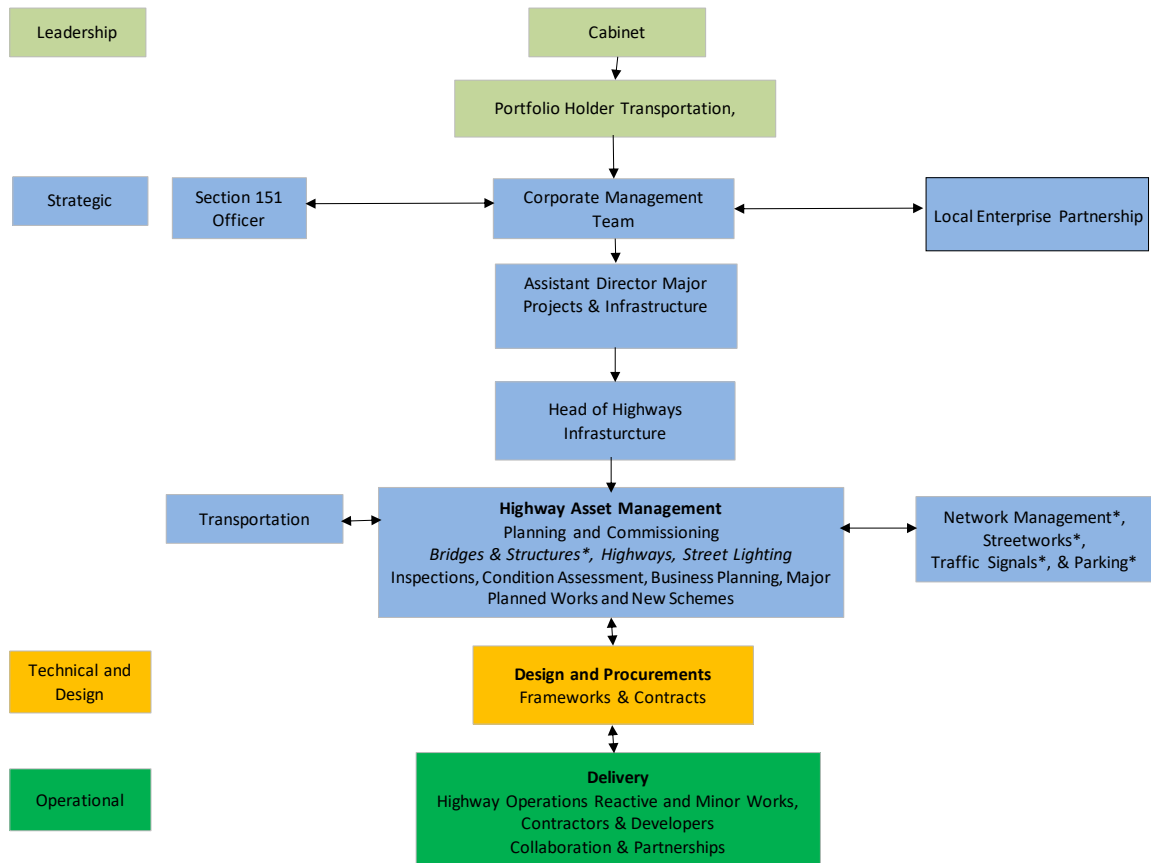 Leadership
Cabinet
Portfolio Holder Transportation,
Strategic
Section 151
Officer
Corporate Management
Team
Local Enterprise Partnership
Assistant Director Major
Projects & Infrastructure
Head of Highways
Infrasturcture
Transportation
Highway Asset Management
Planning and Commissioning
Bridges & Structures*, Highways, Street Lighting
Inspections, Condition Assessment, Business Planning, Major
Planned Works and New Schemes
Network Management*,
Streetworks*,
Traffic Signals*, & Parking*
Technical and
Design
Design and Procurements
Frameworks & Contracts
Operational
Delivery
Highway Operations Reactive and Minor Works,
Contractors & Developers
Collaboration & Partnerships